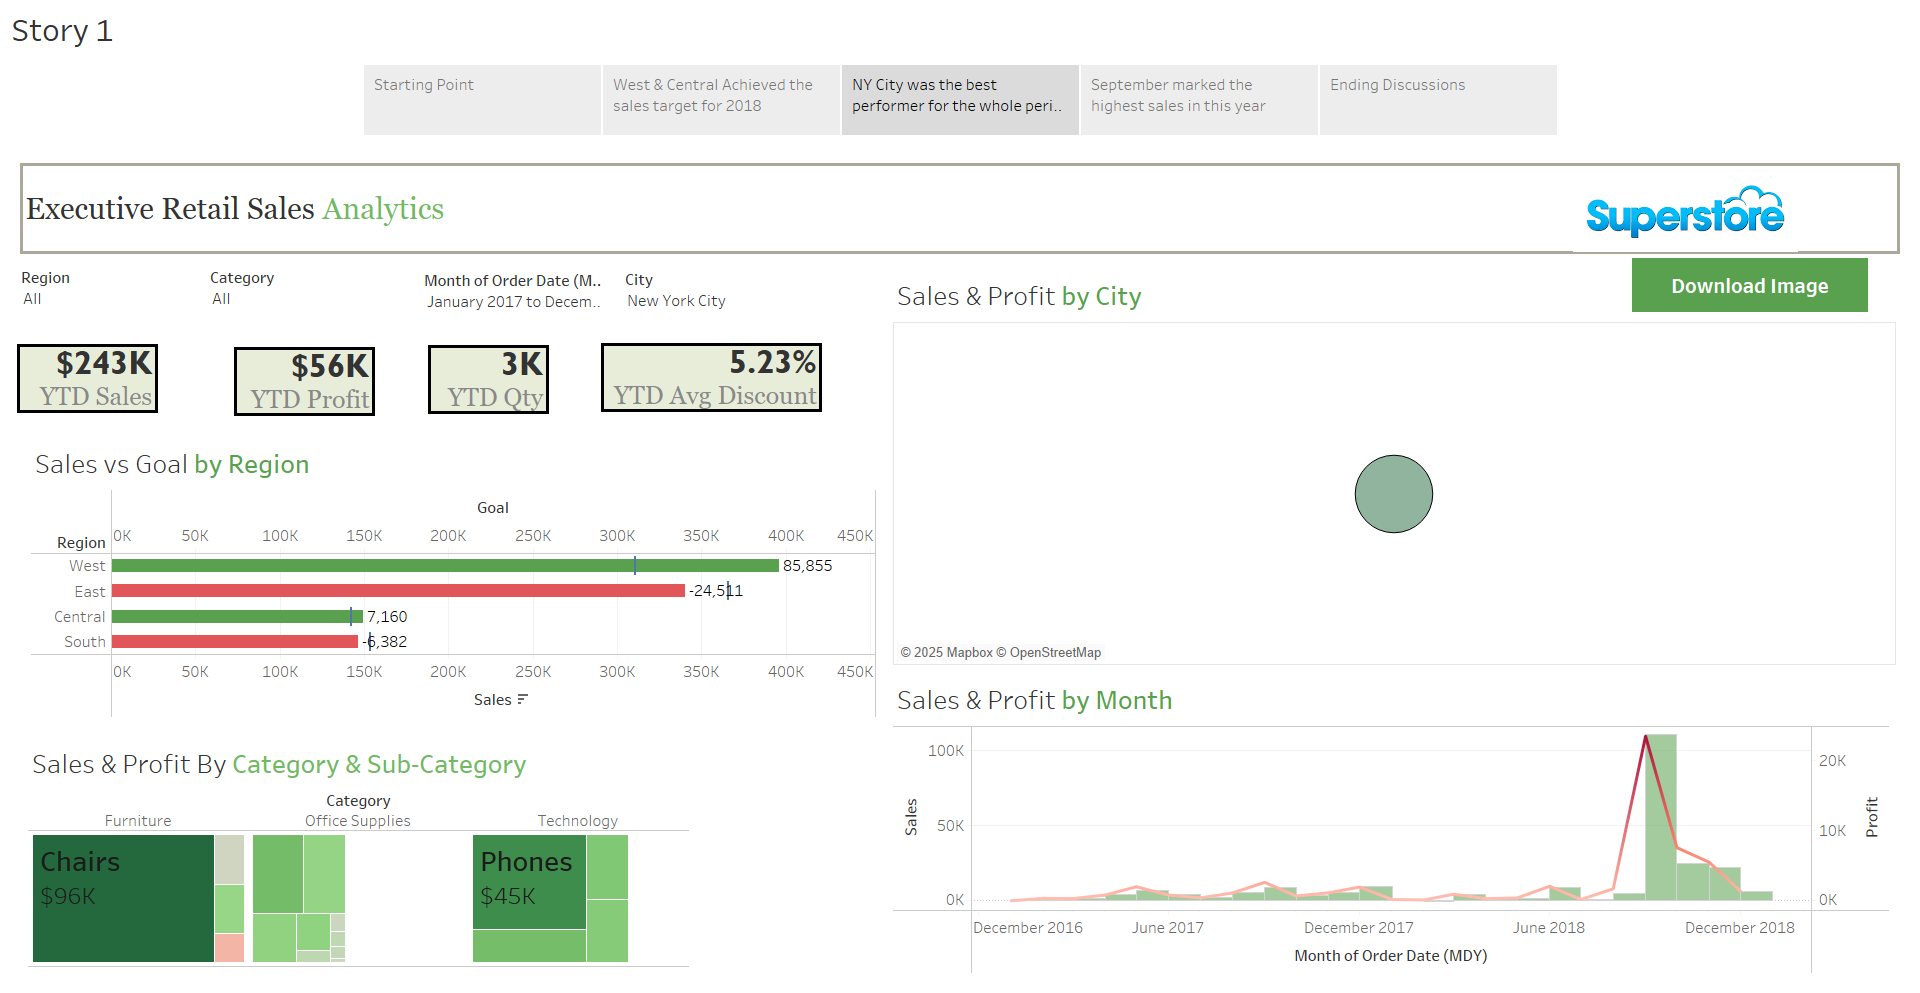 Story 1
Starting Point
West & Central Achieved the
sales target for 2018
NY City was the best
performer for the whole peri..
September marked the
highest sales in this year
Ending Discussions
Executive Retail Sales Analytics
Superstore
Region
All
Category
All
Month of Order Date (M..
January 2017 to Decem..
City
New York City
Download Image
$243K
YTD Sales
$56K
YTD Profit
3K
YTD Qty
5.23%
YTD Avg Discount
Sales & Profit by City
© 2025 Mapbox © OpenStreetMap
Sales vs Goal by Region
Goal
Region
0K 50K 100K 150K 200K 250K 300K 350K 400K 450K
West 85,855
East -24,511
Central 7,160
South -6,382
0K 50K 100K 150K 200K 250K 300K 350K 400K 450K
Sales
Sales & Profit by Month
100K
50K
0K
Sales
20K
10K
0K
Profit
December 2016 June 2017 December 2017 June 2018 December 2018
Month of Order Date (MDY)
Sales & Profit By Category & Sub-Category
Category
Furniture Office Supplies Technology
Chairs
$96K
Phones
$45K